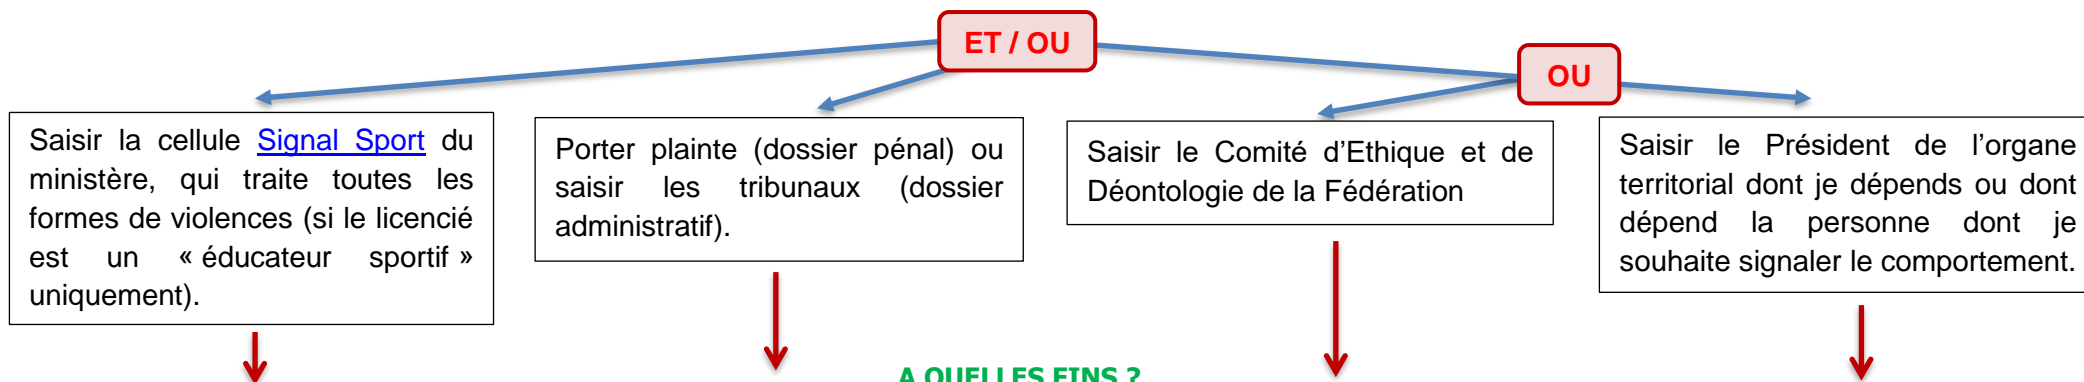 ET / OU
OU
Saisir la cellule Signal Sport du
ministère, qui traite toutes les
formes de violences (si le licencié
est un « éducateur sportif »
uniquement).
Porter plainte (dossier pénal) ou
saisir les tribunaux (dossier
administratif).
Saisir le Comité d’Ethique et de
Déontologie de la Fédération
Saisir le Président de l’organe
territorial dont je dépends ou dont
dépend la personne dont je
souhaite signaler le comportement.
A QUELLES FINS ?